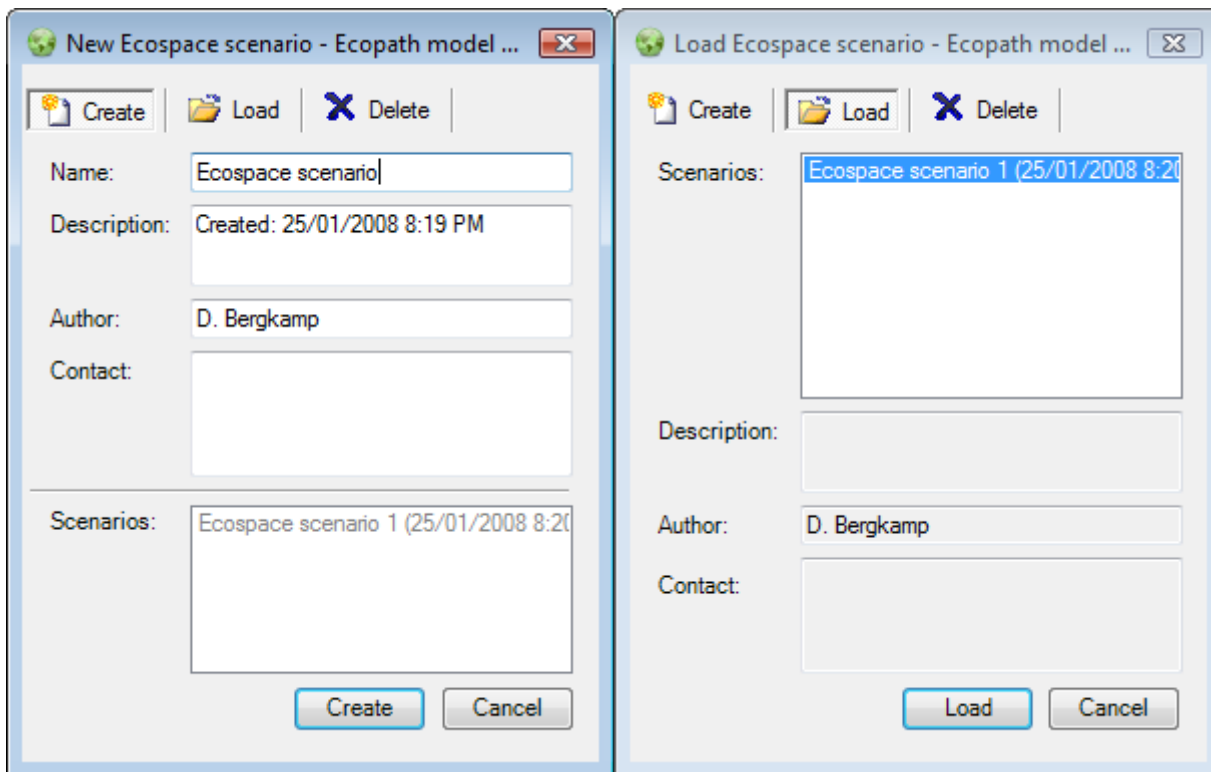 New Ecospace scenario - Ecopath model ...
Create Load Delete
Name: Ecospace scenario
Description: Created: 25/01/2008 8:19 PM
Author: D. Bergkamp
Contact:
Scenarios: Ecospace scenario 1 (25/01/2008 8:20
Create Cancel
Load Ecospace scenario - Ecopath model ...
Create Load Delete
Scenarios: Ecospace scenario 1 (25/01/2008 8:20
Description:
Author: D. Bergkamp
Contact:
Load Cancel